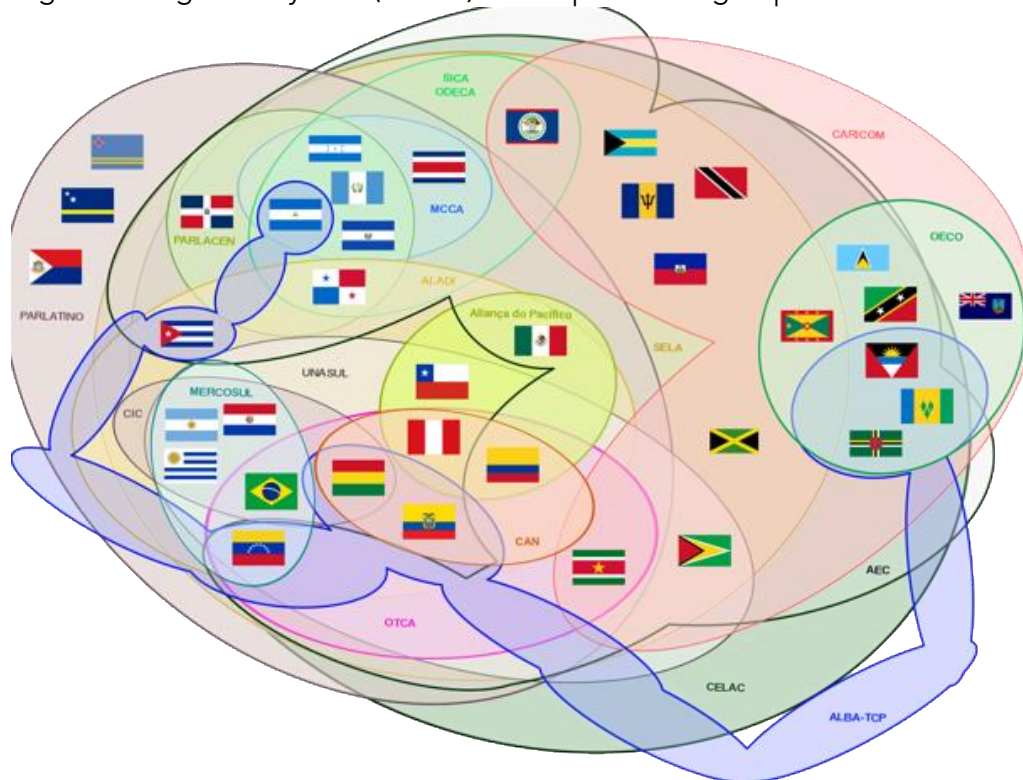 SICA
ODECA
CARICOM
MCCA
PARLACEN
OECO
ALADI
PARLATINO
Aliança do Pacífico
SELA
UNASUL
MERCOSUL
CIC
CAN
AEC
OTCA
CELAC
ALBA-TCP